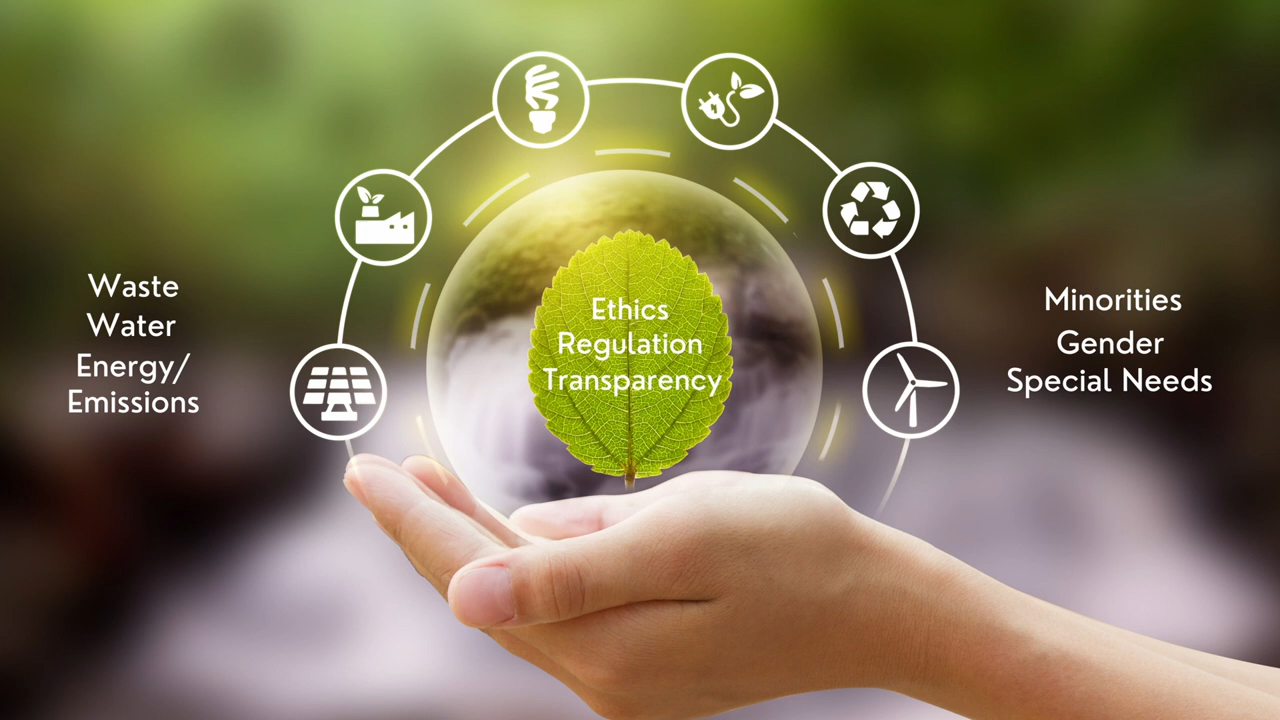 Waste
Water
Energy/
Emissions
Ethics
Regulation
Transparency
Minorities
Gender
Special Needs